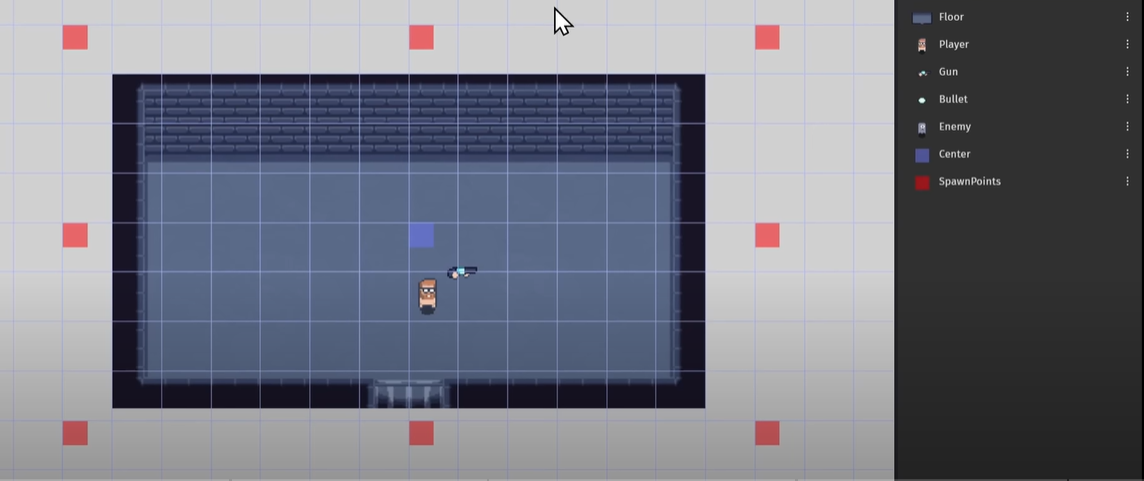 Floor
Player
Gun
Bullet
Enemy
Center
SpawnPoints